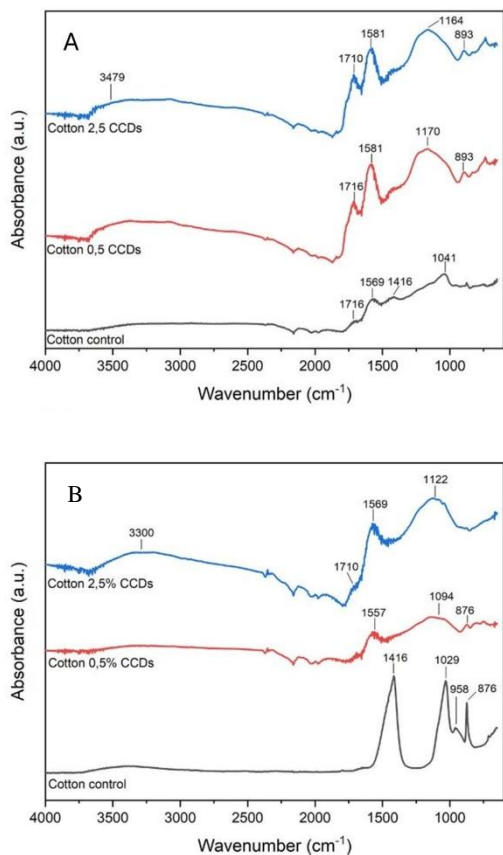 A
1164
1581
893
1710
3479
Cotton 2,5 CCDs
1170
1581
893
1716
Cotton 0,5 CCDs
1041
1569 1416
1716
Cotton control
4000 3500 3000 2500 2000 1500 1000
Wavenumber (cm⁻¹)
Absorbance (a.u.)
B
1122
1569
3300
1710
Cotton 2,5% CCDs
1094
1557
876
Cotton 0,5% CCDs
1416
1029
958 876
Cotton control
4000 3500 3000 2500 2000 1500 1000
Wavenumber (cm⁻¹)
Absorbance (a.u.)